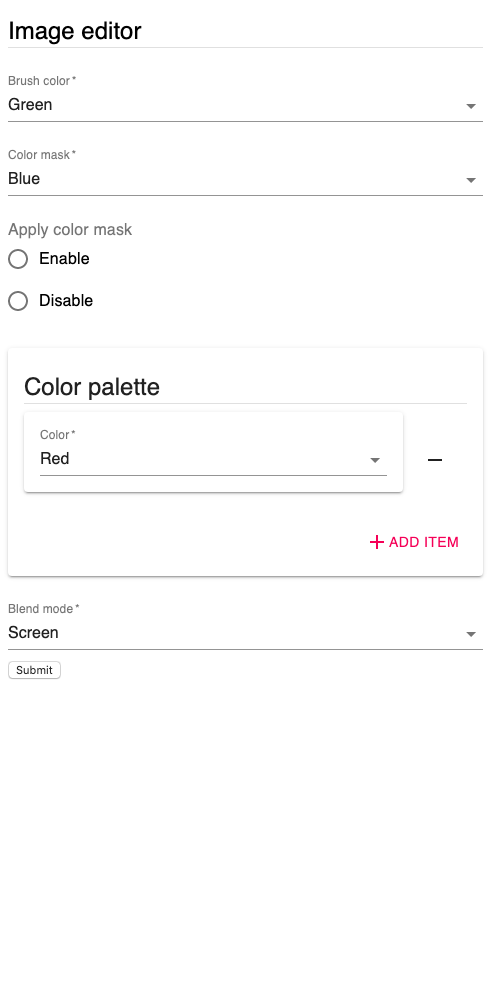 Image editor
Brush color *
Green
Color mask *
Blue
Apply color mask
Enable
Disable
Color palette
Color *
Red
ADD ITEM
Blend mode *
Screen
Submit